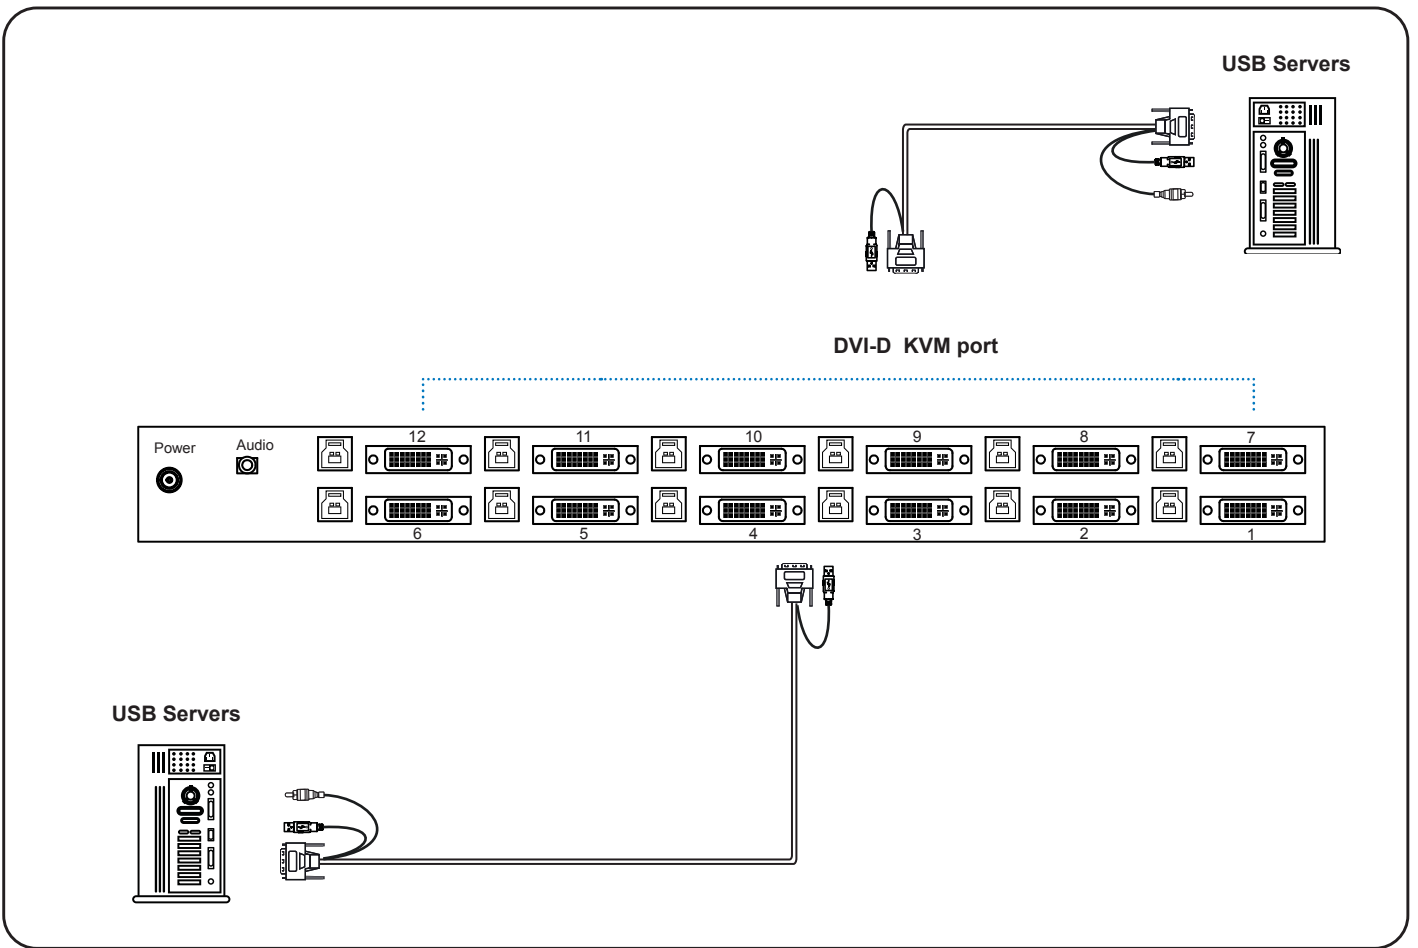 USB Servers
DVI-D KVM port
Power Audio 12 11 10 9 8 7
6 5 4 3 2 1
USB Servers